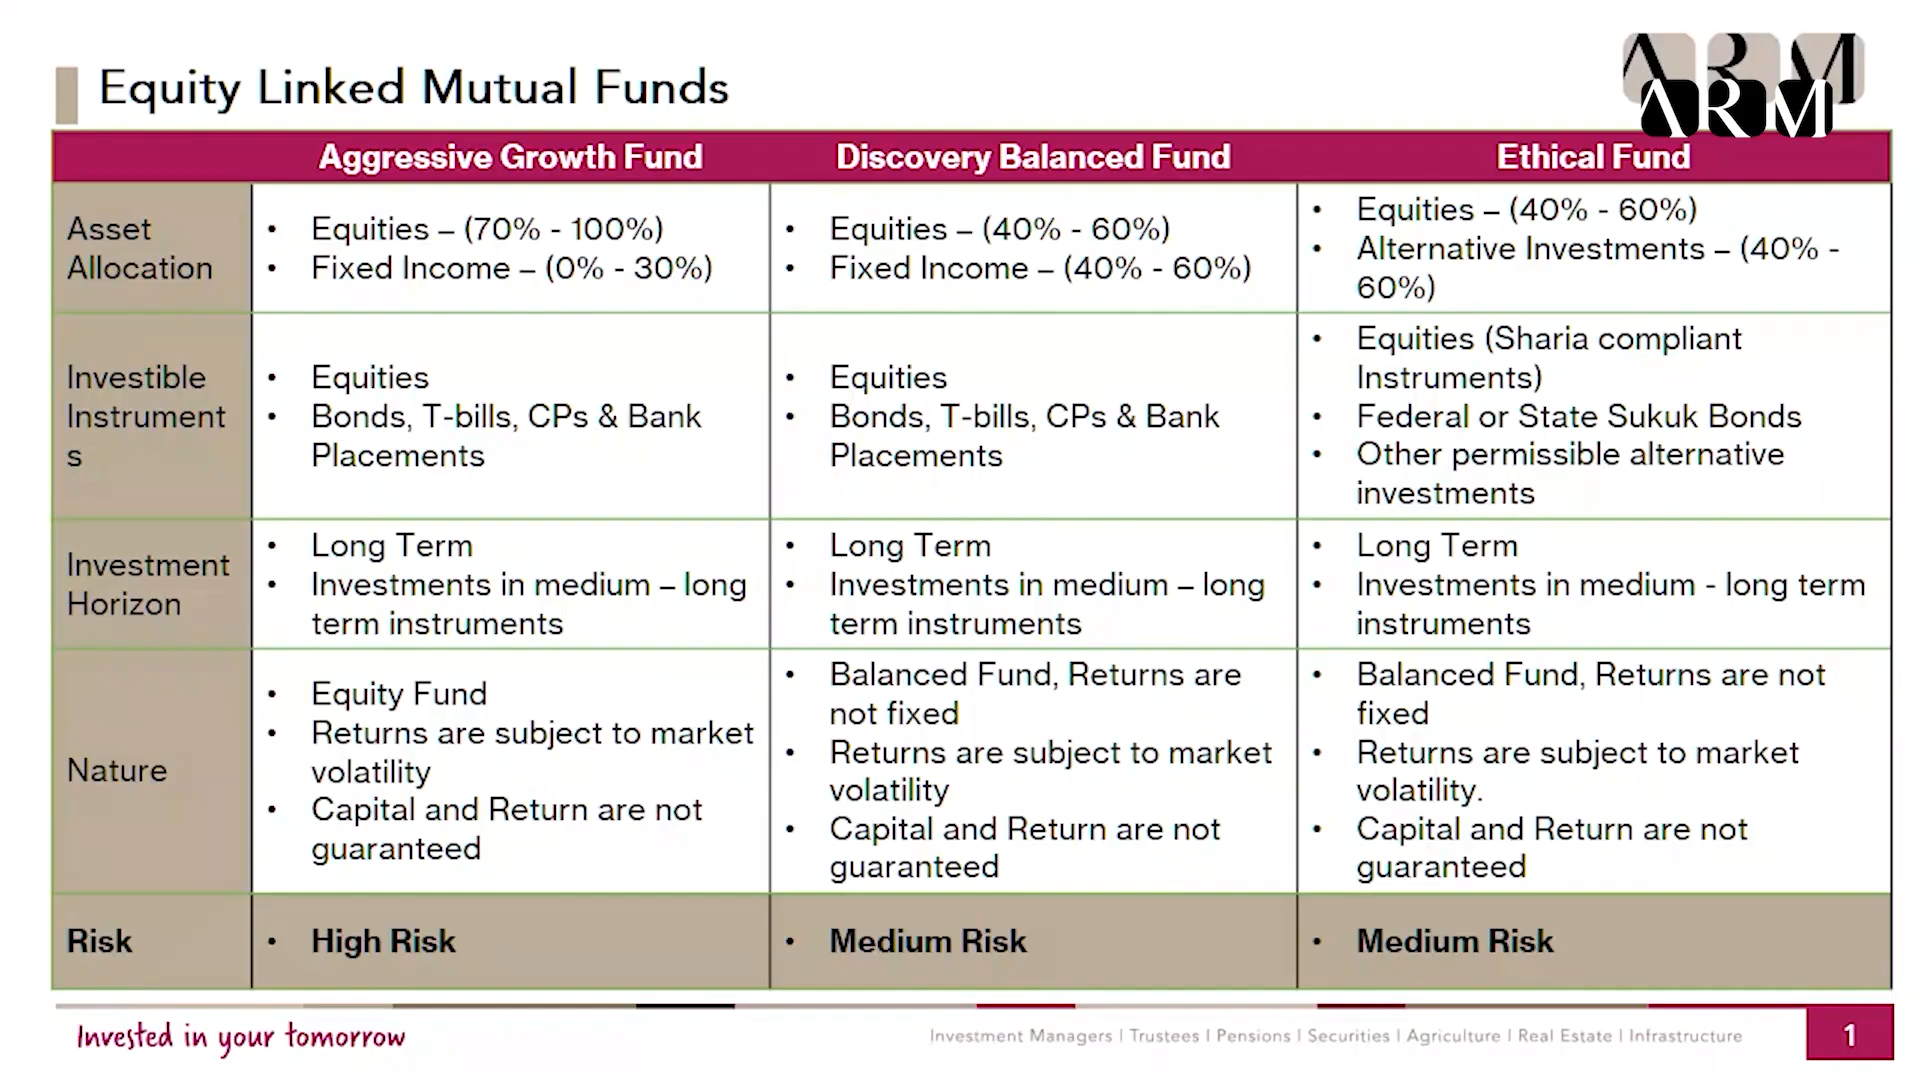 ARM
ARM
Equity Linked Mutual Funds
Aggressive Growth Fund
Discovery Balanced Fund
Ethical Fund
Asset
Allocation
• Equities – (70% - 100%)
• Fixed Income – (0% - 30%)
• Equities – (40% - 60%)
• Fixed Income – (40% - 60%)
• Equities – (40% - 60%)
• Alternative Investments – (40% -
60%)
Investible
Instrument
s
• Equities
• Bonds, T-bills, CPs & Bank
Placements
• Equities
• Bonds, T-bills, CPs & Bank
Placements
• Equities (Sharia compliant
Instruments)
• Federal or State Sukuk Bonds
• Other permissible alternative
investments
Investment
Horizon
• Long Term
• Investments in medium – long
term instruments
• Long Term
• Investments in medium – long
term instruments
• Long Term
• Investments in medium - long term
instruments
Nature
• Equity Fund
• Returns are subject to market
volatility
• Capital and Return are not
guaranteed
• Balanced Fund, Returns are
not fixed
• Returns are subject to market
volatility
• Capital and Return are not
guaranteed
• Balanced Fund, Returns are not
fixed
• Returns are subject to market
volatility.
• Capital and Return are not
guaranteed
Risk
• High Risk
• Medium Risk
• Medium Risk
Invested in your tomorrow
Investment Managers | Trustees | Pensions | Securities | Agriculture | Real Estate | Infrastructure
1